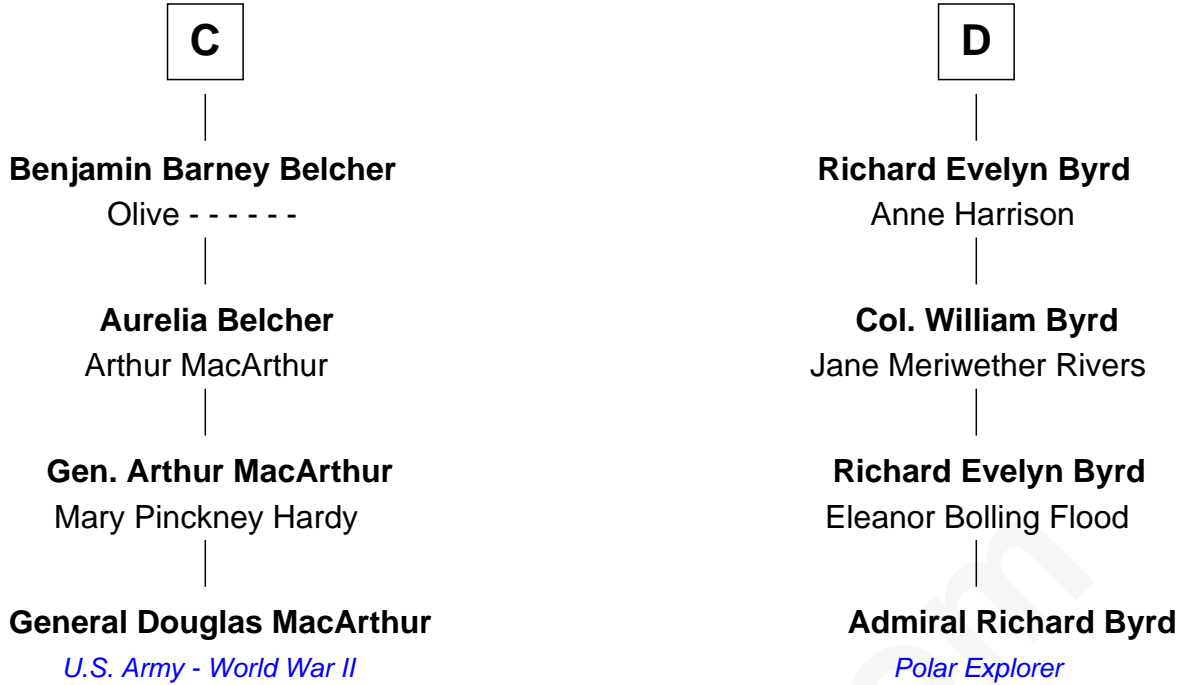 C
D
Benjamin Barney Belcher
Olive - - - - - -
Richard Evelyn Byrd
Anne Harrison
Aurelia Belcher
Arthur MacArthur
Col. William Byrd
Jane Meriwether Rivers
Gen. Arthur MacArthur
Mary Pinckney Hardy
Richard Evelyn Byrd
Eleanor Bolling Flood
General Douglas MacArthur
U.S. Army - World War II
Admiral Richard Byrd
Polar Explorer